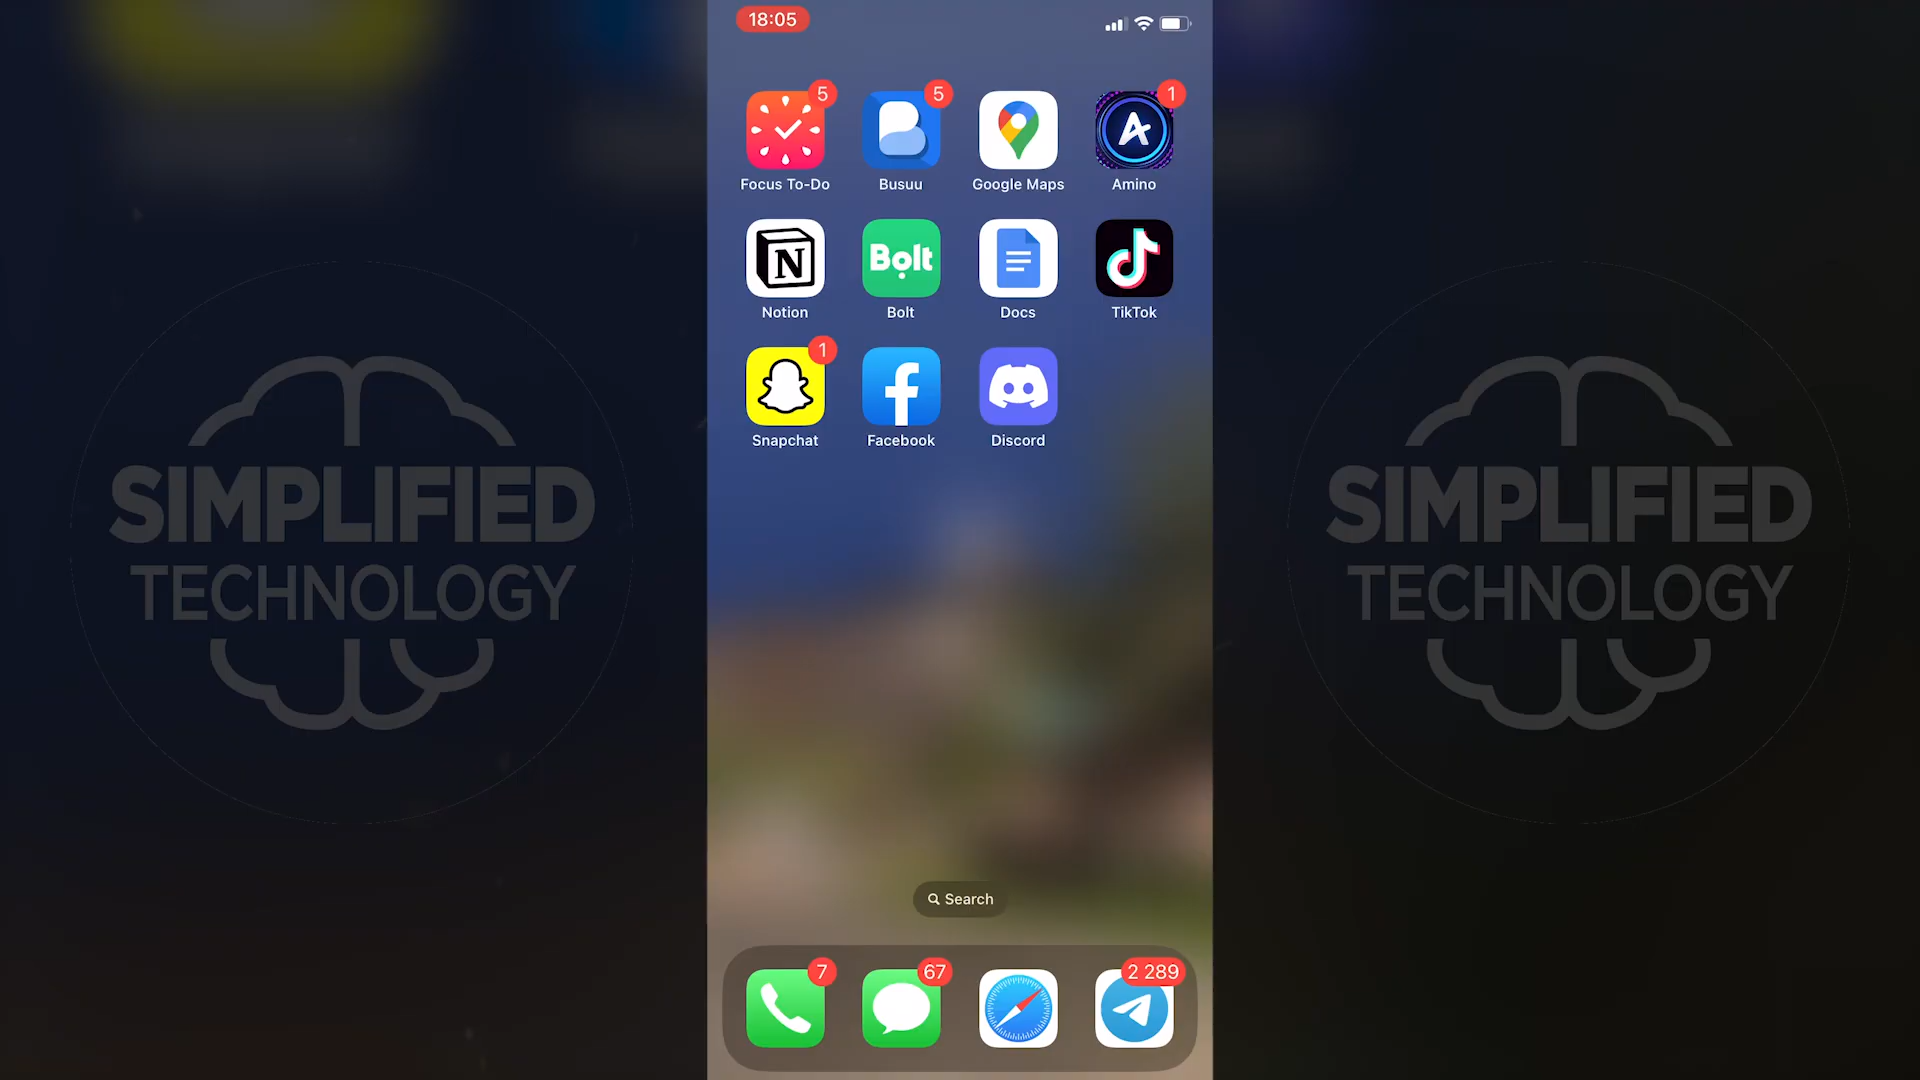 18:05
5
5
1
Focus To-Do
Busuu
Google Maps
Amino
N
Bolt
Notion
Bolt
Docs
TikTok
1
Snapchat
Facebook
Discord
SIMPLIFIED
TECHNOLOGY
SIMPLIFIED
TECHNOLOGY
Search
7
67
2 289